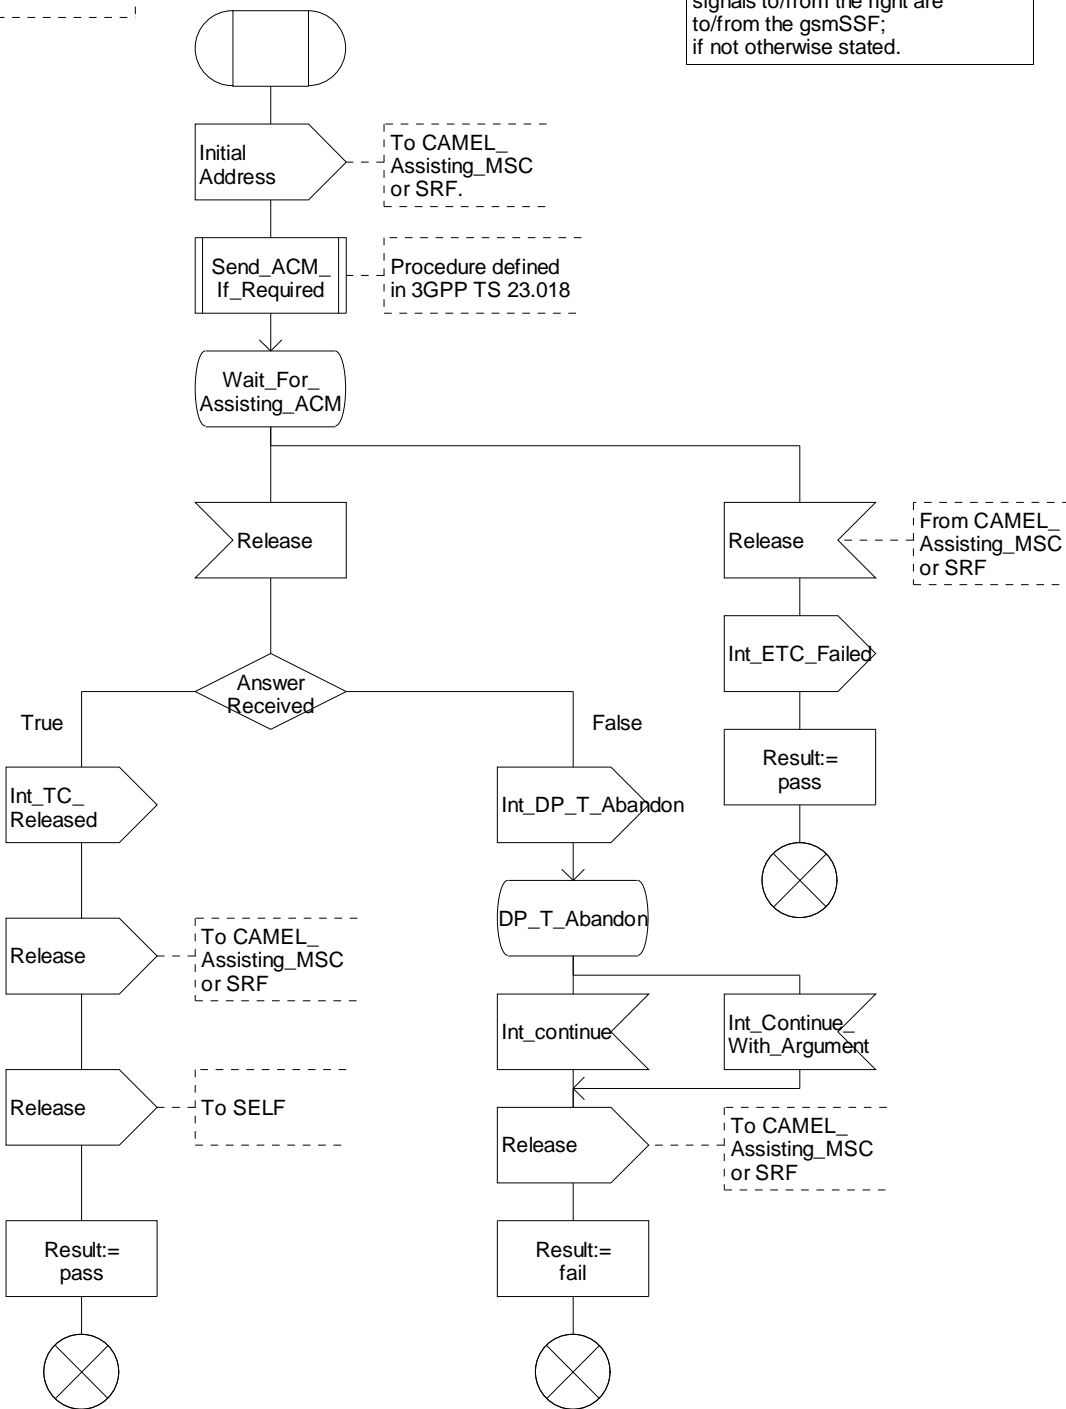 signals to/from the right are
to/from the gsmSSF;
if not otherwise stated.
Initial
Address
To CAMEL_
Assisting_MSC
or SRF.
Send_ACM_
If_Required
Procedure defined
in 3GPP TS 23.018
Wait_For_
Assisting_ACM
Release
Release
From CAMEL_
Assisting_MSC
or SRF
Int_ETC_Failed
Answer
Received
True
False
Result:=
pass
Int_TC_
Released
Int_DP_T_Abandon
DP_T_Abandon
Release
To CAMEL_
Assisting_MSC
or SRF
Int_continue
Int_Continue_
With_Argument
Release
To SELF
Release
To CAMEL_
Assisting_MSC
or SRF
Result:=
pass
Result:=
fail